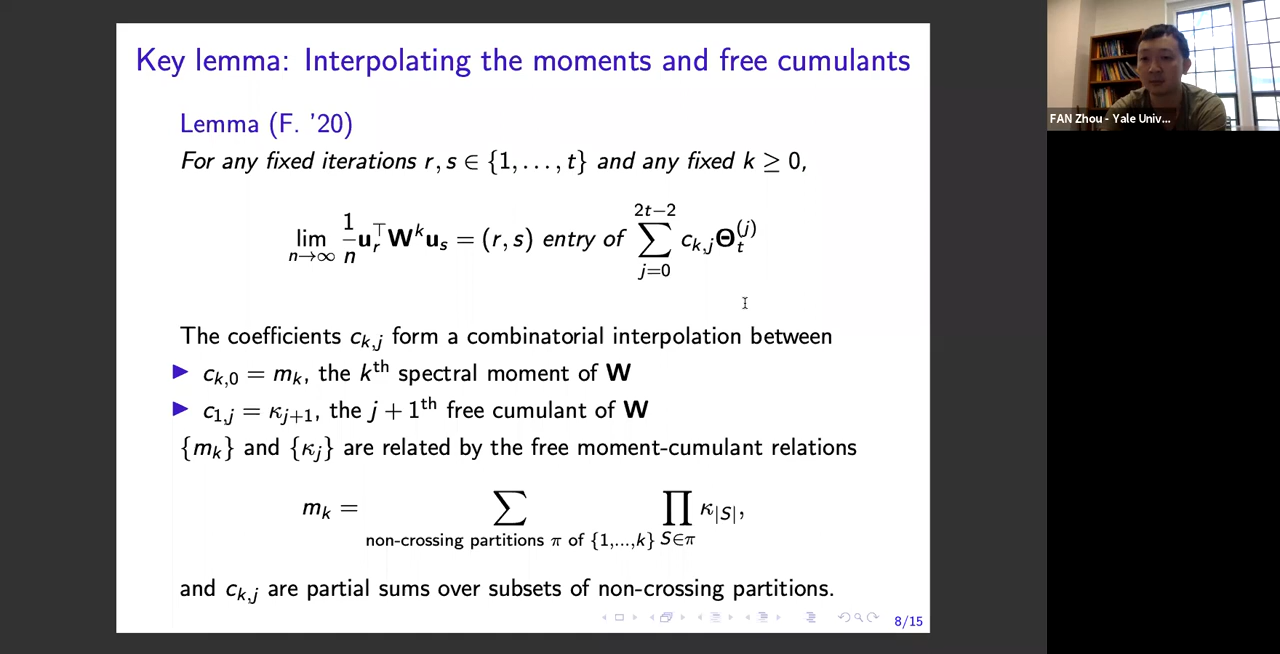 Key lemma: Interpolating the moments and free cumulants
Lemma (F. '20)
For any fixed iterations r, s ∈ {1, . . . , t} and any fixed k ≥ 0,
lim_{n→∞} 1/n u_r^⊤ W^k u_s = (r, s) entry of ∑_{j=0}^{2t−2} c_{k,j} Θ_t^{(j)}
The coefficients c_{k,j} form a combinatorial interpolation between
▶ c_{k,0} = m_k, the k^th spectral moment of W
▶ c_{1,j} = κ_{j+1}, the j + 1^th free cumulant of W
{m_k} and {κ_j} are related by the free moment-cumulant relations
m_k = ∑_{non-crossing partitions π of {1,...,k}} ∏_{S∈π} κ_{|S|},
and c_{k,j} are partial sums over subsets of non-crossing partitions.
8/15
FAN Zhou - Yale Univ...